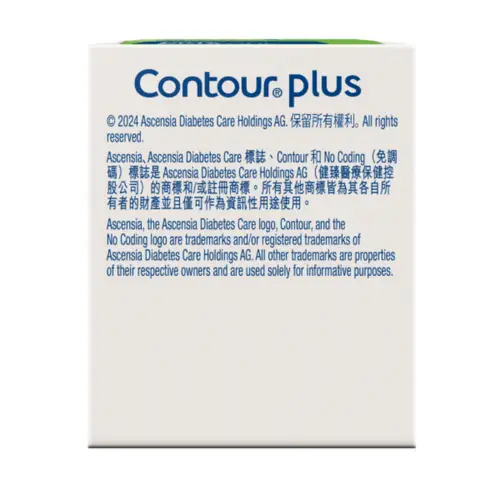 Contour® plus
© 2024 Ascensia Diabetes Care Holdings AG. 保留所有權利。All rights
reserved.
Ascensia, Ascensia Diabetes Care 標誌、Contour 和 No Coding（免調
碼）標誌是 Ascensia Diabetes Care Holdings AG（健臻醫療保健控股
公司）的商標和/或註冊商標。所有其他商標皆為其各自所
有者的財產並且僅可作為資訊性用途使用。
Ascensia, the Ascensia Diabetes Care logo, Contour, and the
No Coding logo are trademarks and/or registered trademarks of
Ascensia Diabetes Care Holdings AG. All other trademarks are properties
of their respective owners and are used solely for informative purposes.